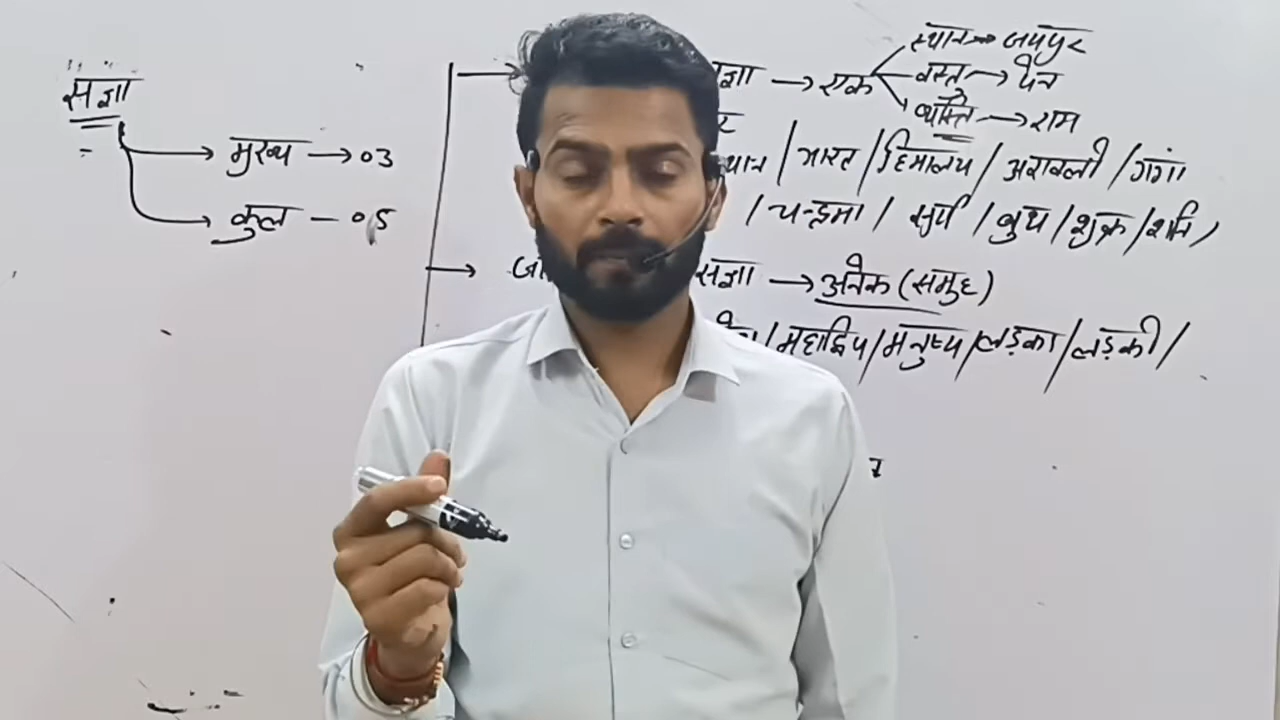 संज्ञा
मुख्य → 03
कुल - 05
ज्ञा → एक
स्थान → जयपुर
वस्तु → पेन
व्यक्ति → राम
थान / भारत / हिमालय / अरावली / गंगा
/ चन्द्रमा / सूर्य / बुध / शुक्र / शनि /
संज्ञा → अनेक (समुह)
/ महाद्विप / मनुष्य / लड़का / लड़की /